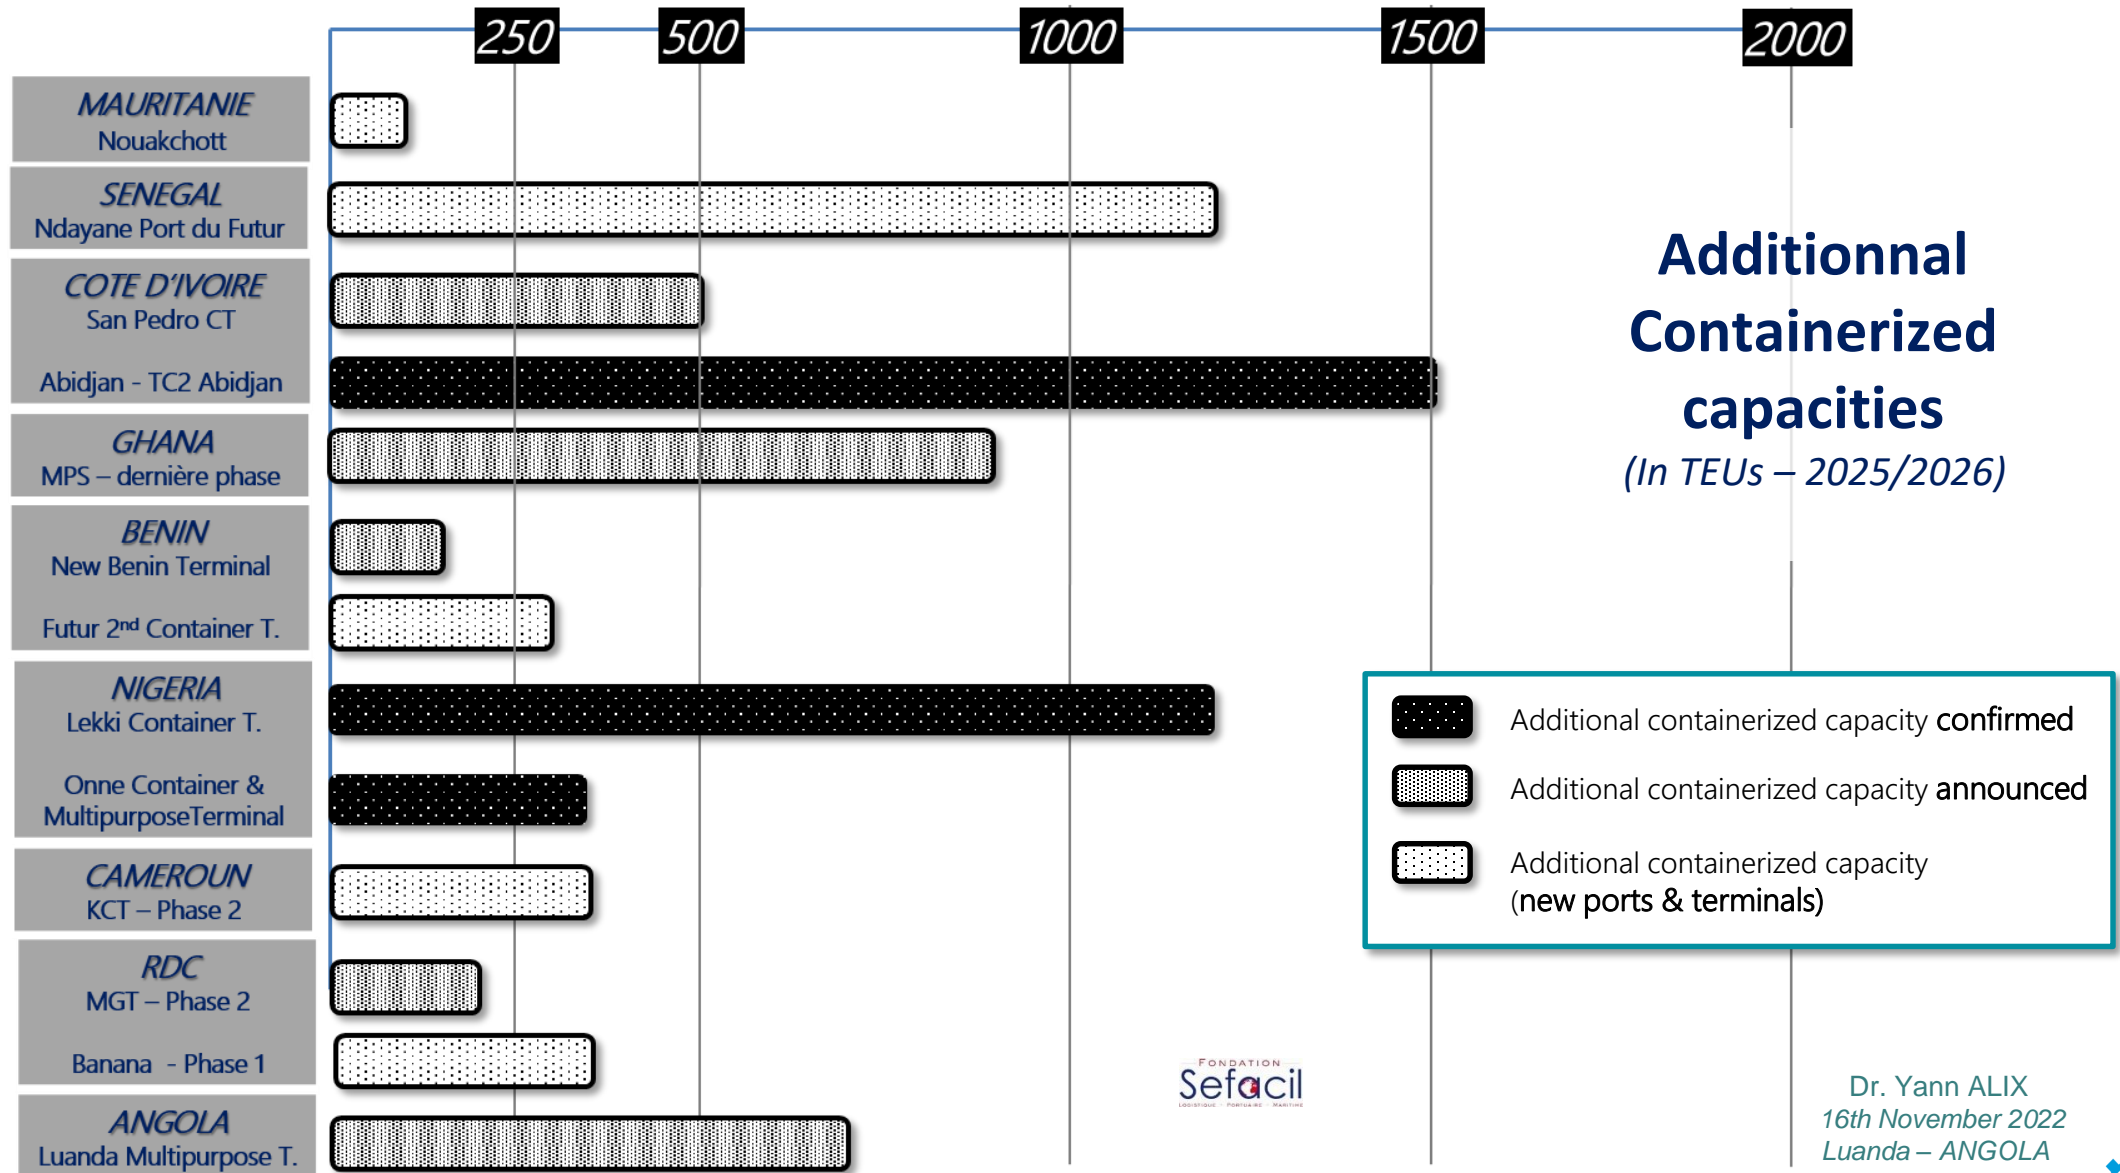 250 500 1000 1500 2000
MAURITANIE
Nouakchott
SENEGAL
Ndayane Port du Futur
COTE D'IVOIRE
San Pedro CT
Abidjan - TC2 Abidjan
GHANA
MPS – dernière phase
BENIN
New Benin Terminal
Futur 2nd Container T.
NIGERIA
Lekki Container T.
Onne Container &
MultipurposeTerminal
CAMEROUN
KCT – Phase 2
RDC
MGT – Phase 2
Banana - Phase 1
ANGOLA
Luanda Multipurpose T.
Additionnal
Containerized
capacities
(In TEUs – 2025/2026)
Additional containerized capacity confirmed
Additional containerized capacity announced
Additional containerized capacity
(new ports & terminals)
FONDATION
Sefacil
LOGISTIQUE - PORTUAIRE - MARITIME
Dr. Yann ALIX
16th November 2022
Luanda – ANGOLA